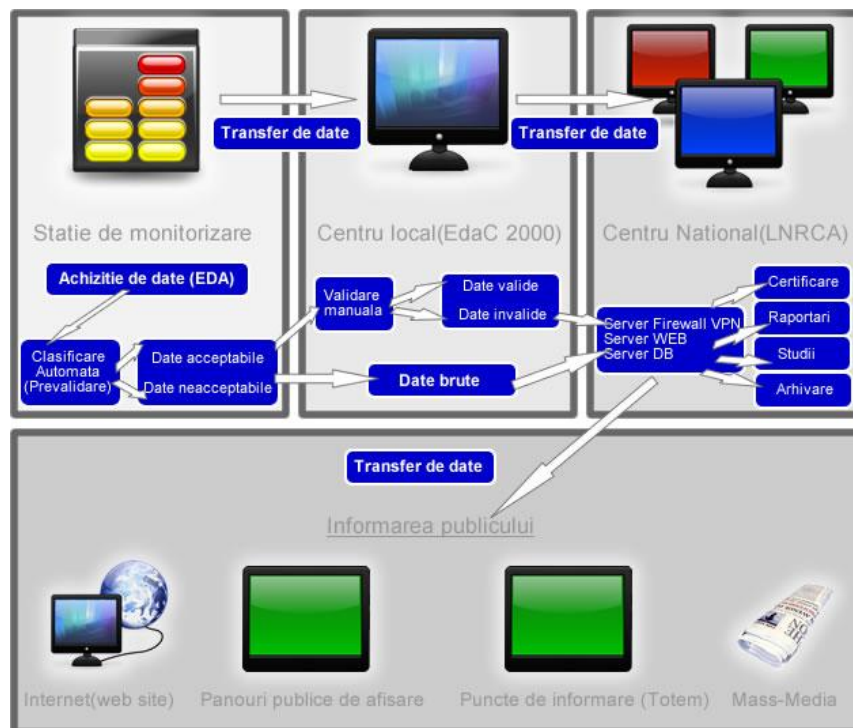 Transfer de date
Transfer de date
Statie de monitorizare
Centru local(EdaC 2000)
Centru National(LNRCA)
Achizitie de date (EDA)
Clasificare
Automata
(Prevalidare)
Date acceptabile
Date neacceptabile
Validare
manuala
Date valide
Date invalide
Date brute
Server Firewall VPN
Server WEB
Server DB
Certificare
Raportari
Studii
Arhivare
Transfer de date
Informarea publicului
Internet(web site)
Panouri publice de afisare
Puncte de informare (Totem)
Mass-Media